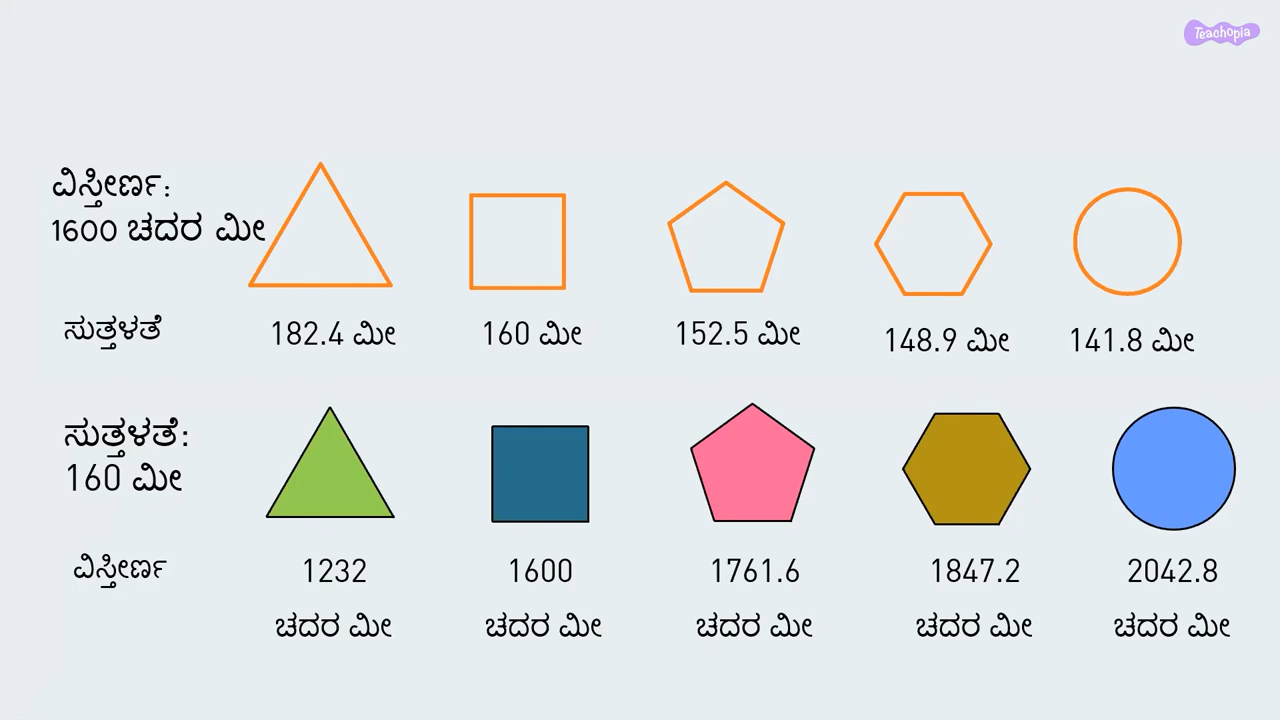 Teachopia
ವಿಸ್ತೀರ್ಣ:
1600 ಚದರ ಮೀ
ಸುತ್ತಳತೆ 182.4 ಮೀ 160 ಮೀ 152.5 ಮೀ 148.9 ಮೀ 141.8 ಮೀ
ಸುತ್ತಳತೆ:
160 ಮೀ
ವಿಸ್ತೀರ್ಣ 1232 1600 1761.6 1847.2 2042.8
ಚದರ ಮೀ ಚದರ ಮೀ ಚದರ ಮೀ ಚದರ ಮೀ ಚದರ ಮೀ